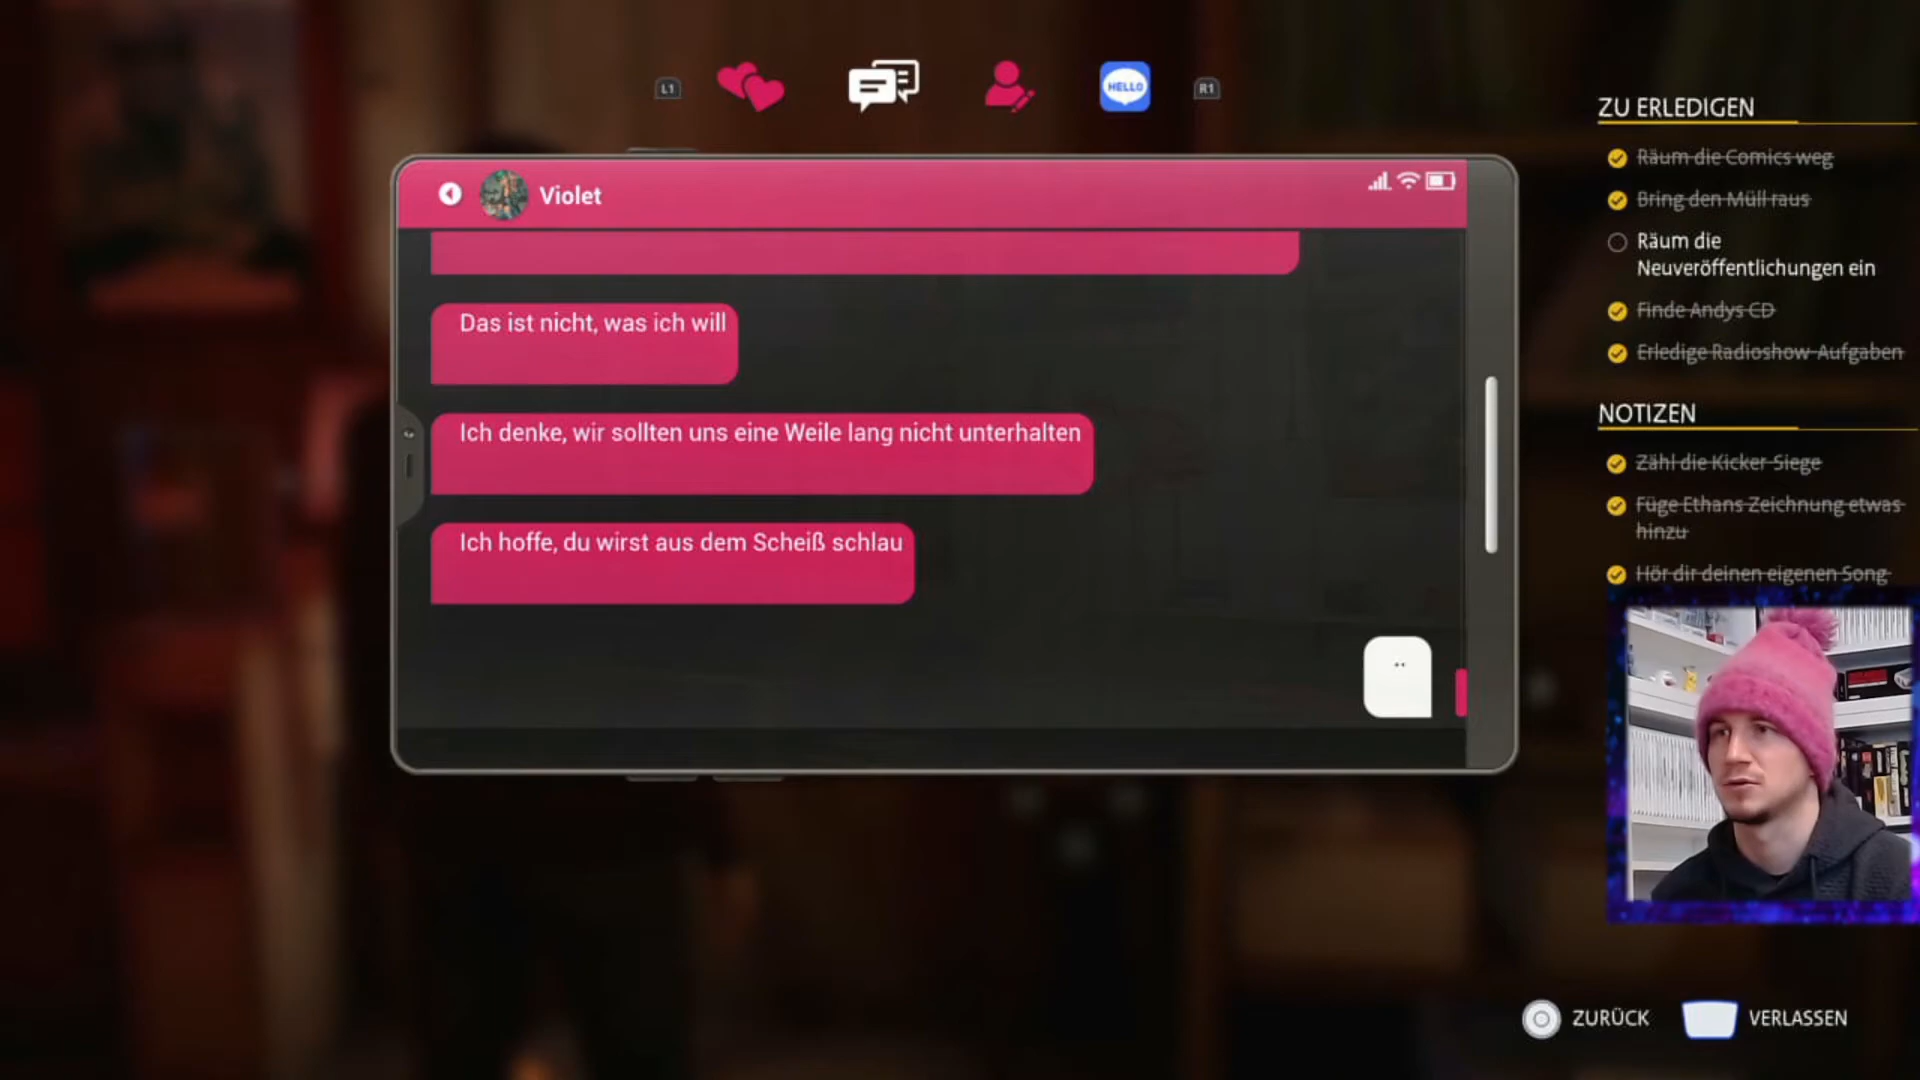 L1
HELLO
R1
Violet
Das ist nicht, was ich will
Ich denke, wir sollten uns eine Weile lang nicht unterhalten
Ich hoffe, du wirst aus dem Scheiß schlau
..
ZU ERLEDIGEN
Räum die Comics weg
Bring den Müll raus
Räum die
Neuveröffentlichungen ein
Finde Andys CD
Erledige Radioshow-Aufgaben
NOTIZEN
Zähl die Kicker-Siege
Füge Ethans Zeichnung etwas
hinzu
Hör dir deinen eigenen Song
ZURÜCK
VERLASSEN